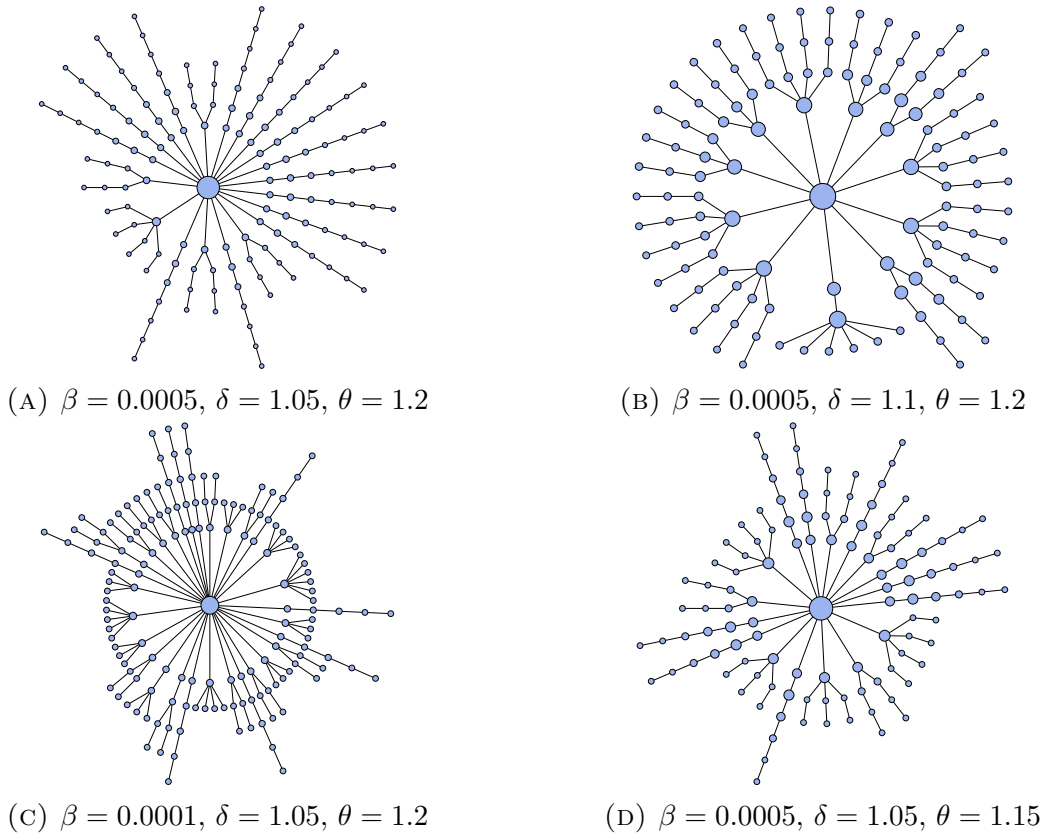 (A) β = 0.0005, δ = 1.05, θ = 1.2
(B) β = 0.0005, δ = 1.1, θ = 1.2
(C) β = 0.0001, δ = 1.05, θ = 1.2
(D) β = 0.0005, δ = 1.05, θ = 1.15